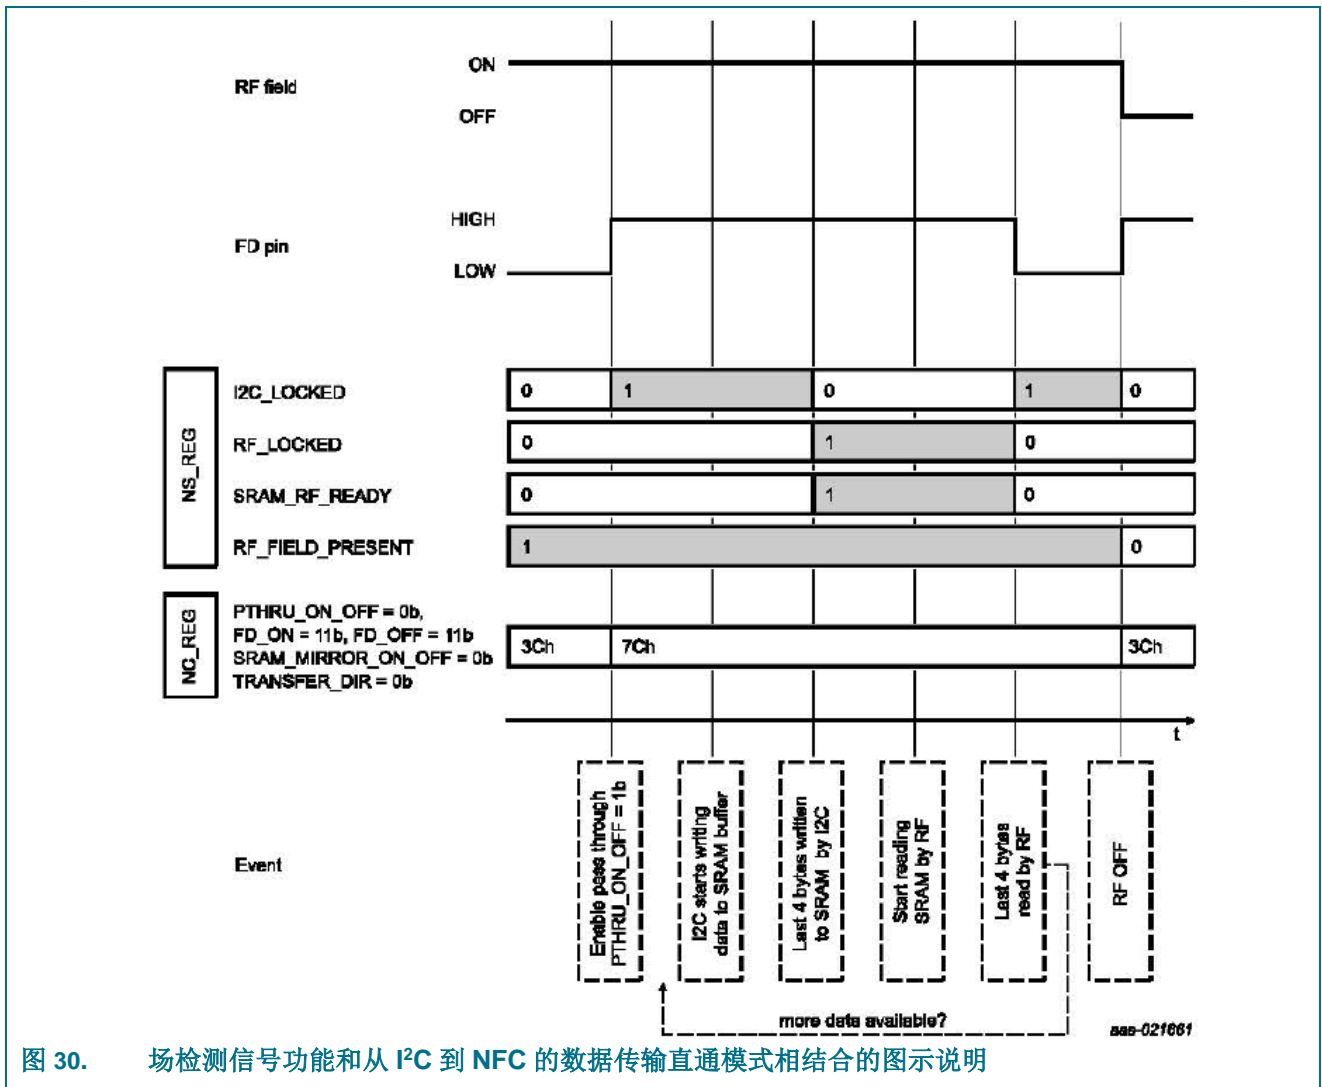 ON
RF field
OFF
HIGH
FD pin
LOW
NS_REG
I2C_LOCKED 0 1 0 1 0
RF_LOCKED 0 1 0
SRAM_RF_READY 0 1 0
RF_FIELD_PRESENT 1 0
NC_REG
PTHRU_ON_OFF = 0b,
FD_ON = 11b, FD_OFF = 11b
SRAM_MIRROR_ON_OFF = 0b
TRANSFER_DIR = 0b
3Ch 7Ch 3Ch
t
Event
Enable pass through
PTHRU_ON_OFF = 1b
I2C starts writing
data to SRAM buffer
Last 4 bytes written
to SRAM by I2C
Start reading
SRAM by RF
Last 4 bytes
read by RF
RF OFF
more data available?
aaa-021661
图 30. 场检测信号功能和从 I²C 到 NFC 的数据传输直通模式相结合的图示说明